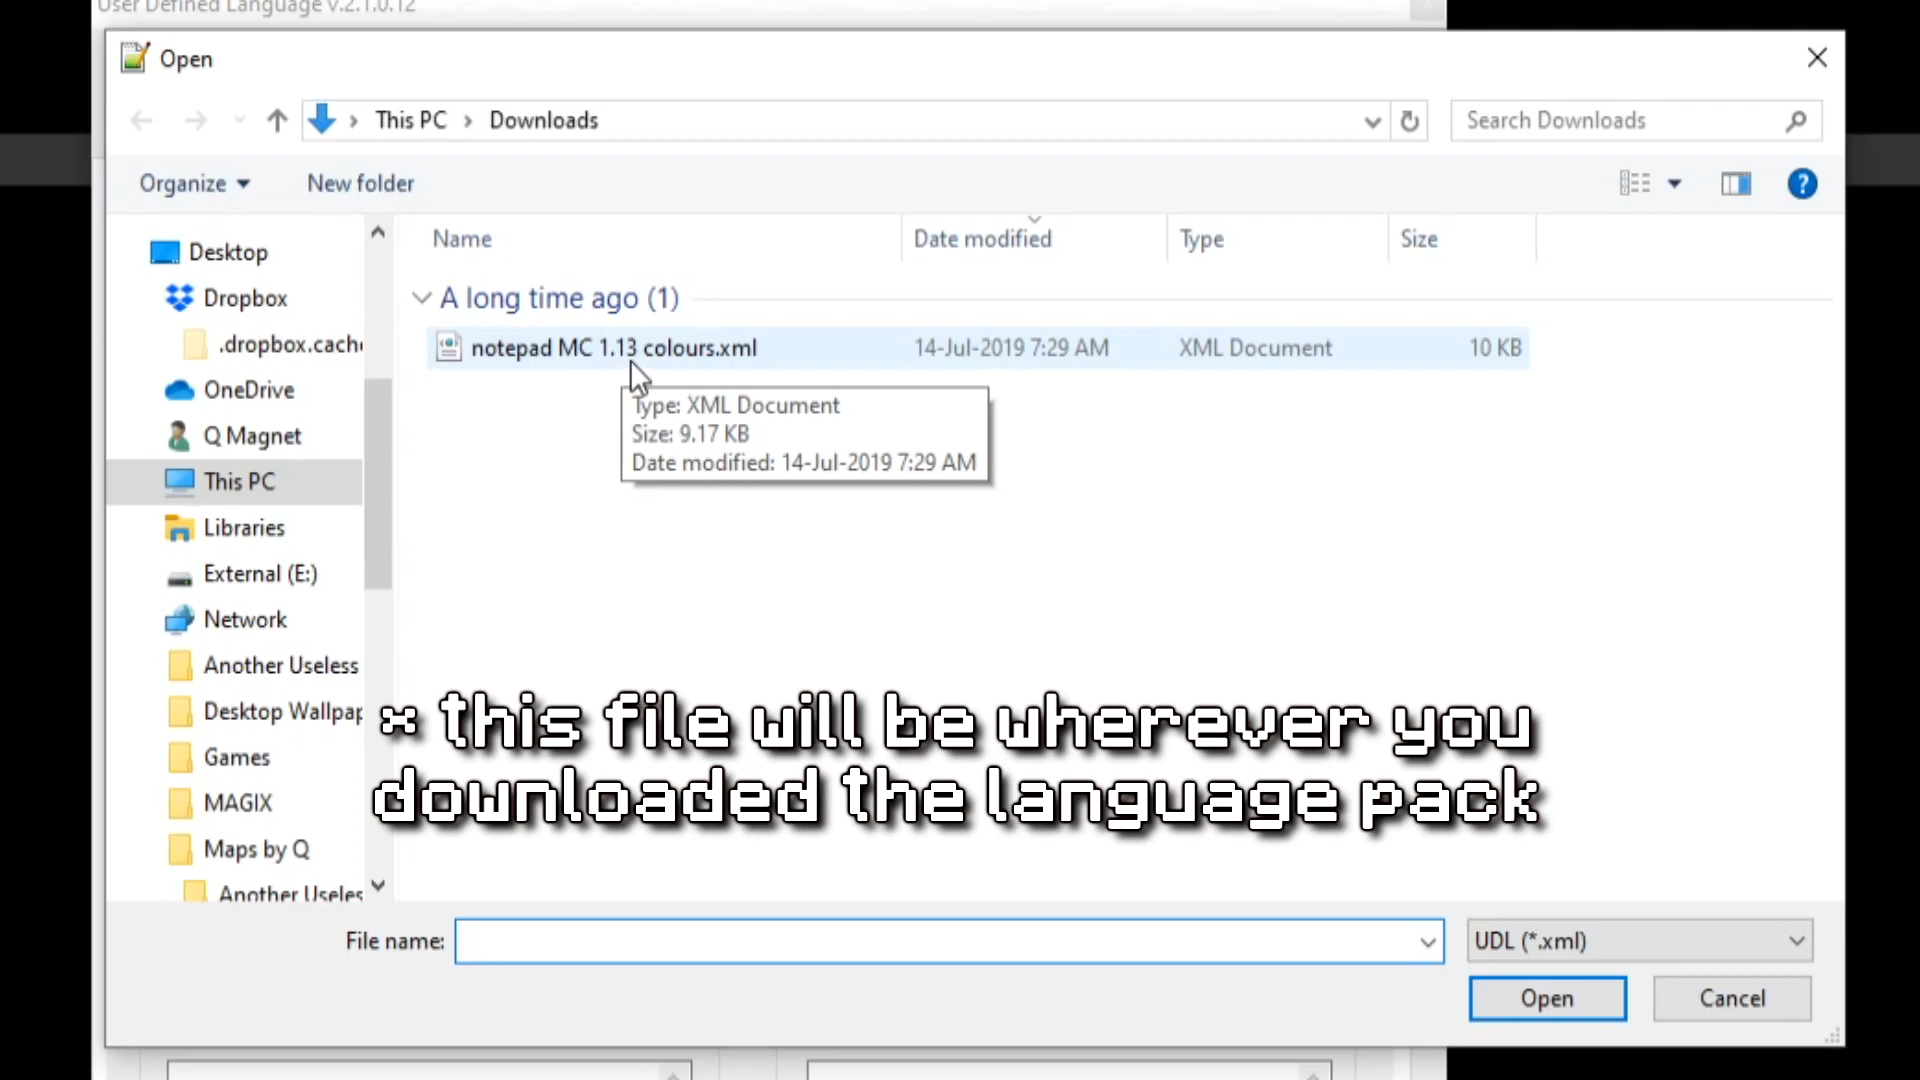 User Defined Language v.2.1.0.12
Open
This PC > Downloads
Search Downloads
Organize
New folder
?
Name
Date modified
Type
Size
Desktop
Dropbox
.dropbox.cach
OneDrive
Q Magnet
This PC
Libraries
External (E:)
Network
Another Useless
Desktop Wallpap
Games
MAGIX
Maps by Q
Another Useles
A long time ago (1)
notepad MC 1.13 colours.xml
14-Jul-2019 7:29 AM
XML Document
10 KB
Type: XML Document
Size: 9.17 KB
Date modified: 14-Jul-2019 7:29 AM
* this file will be wherever you
downloaded the language pack
File name:
UDL (*.xml)
Open
Cancel